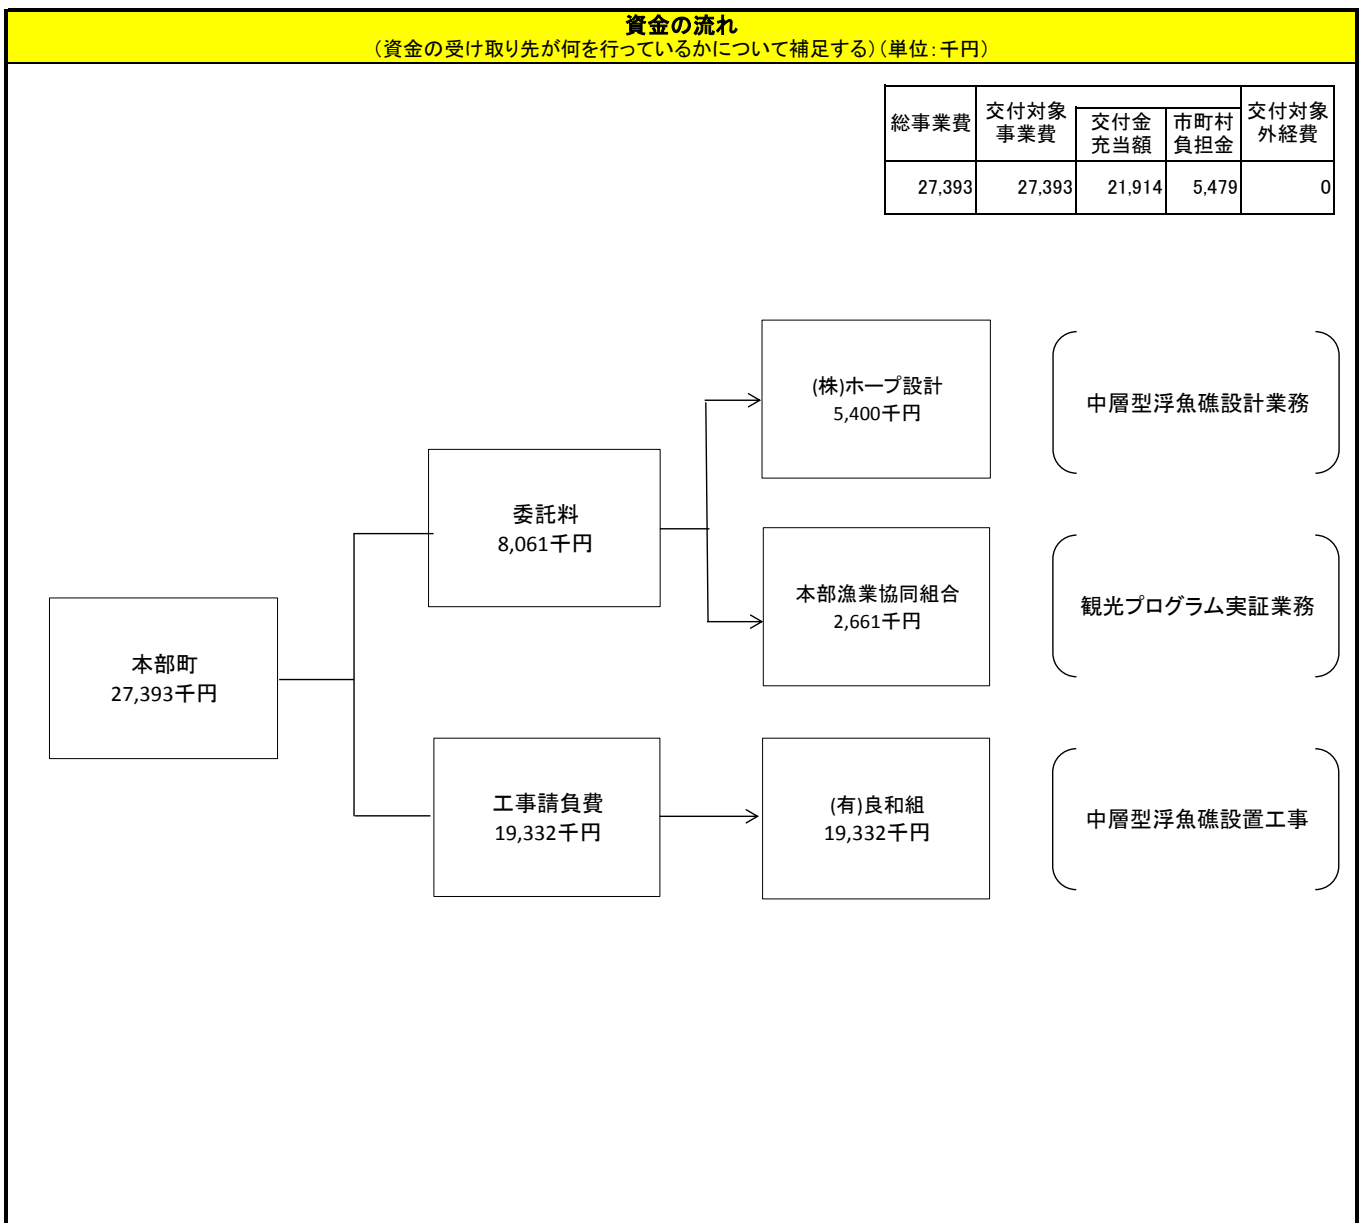 資金の流れ
（資金の受け取り先が何を行っているかについて補足する）（単位：千円）
総事業費
交付対象
事業費
交付金
充当額
市町村
負担金
交付対象
外経費
27,393 27,393 21,914 5,479 0
(株)ホープ設計
5,400千円
中層型浮魚礁設計業務
委託料
8,061千円
本部漁業協同組合
2,661千円
観光プログラム実証業務
本部町
27,393千円
工事請負費
19,332千円
(有)良和組
19,332千円
中層型浮魚礁設置工事